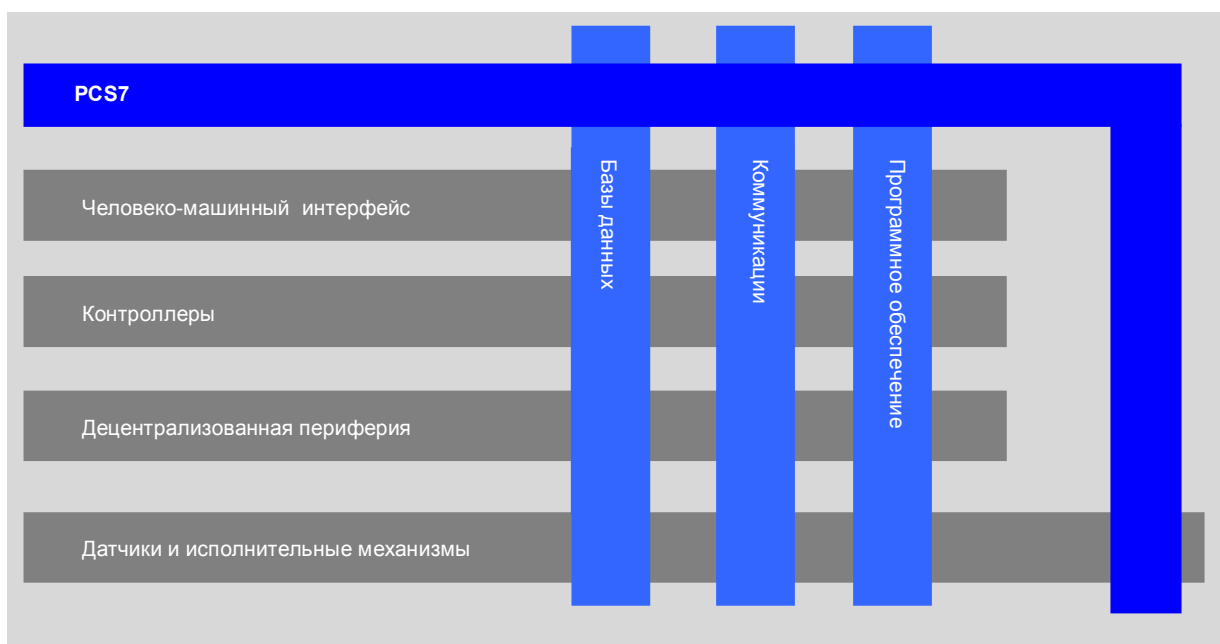 PCS7
Базы данных
Коммуникации
Программное обеспечение
Человеко-машинный интерфейс
Контроллеры
Децентрализованная периферия
Датчики и исполнительные механизмы